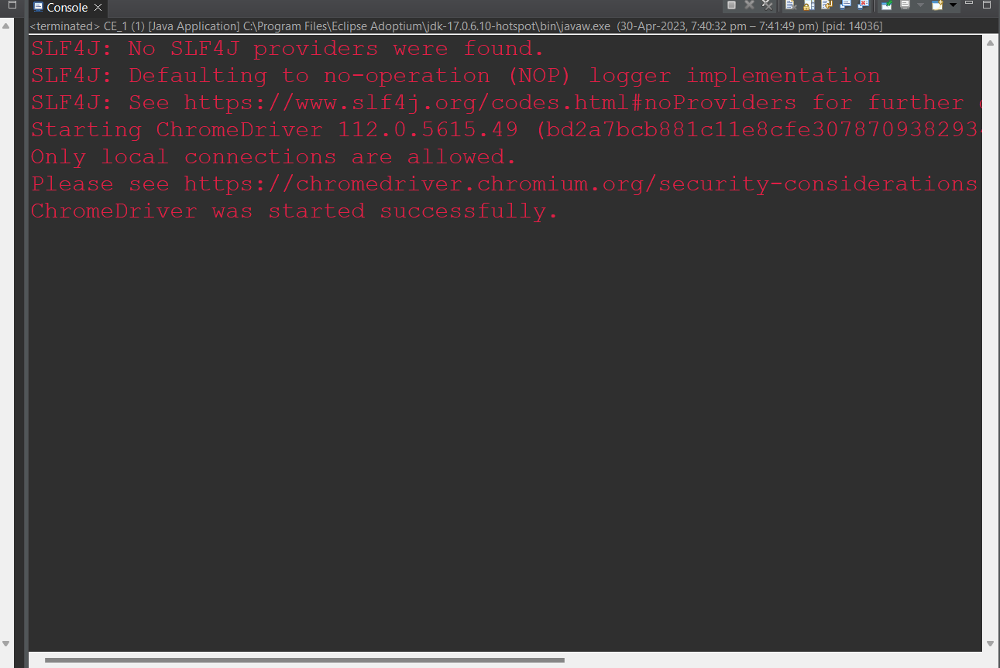 Console
<terminated> CE_1 (1) [Java Application] C:\Program Files\Eclipse Adoptium\jdk-17.0.6.10-hotspot\bin\javaw.exe (30-Apr-2023, 7:40:32 pm – 7:41:49 pm) [pid: 14036]
SLF4J: No SLF4J providers were found.
SLF4J: Defaulting to no-operation (NOP) logger implementation
SLF4J: See https://www.slf4j.org/codes.html#noProviders for further
Starting ChromeDriver 112.0.5615.49 (bd2a7bcb881c11e8cfe3078709382934
Only local connections are allowed.
Please see https://chromedriver.chromium.org/security-considerations
ChromeDriver was started successfully.